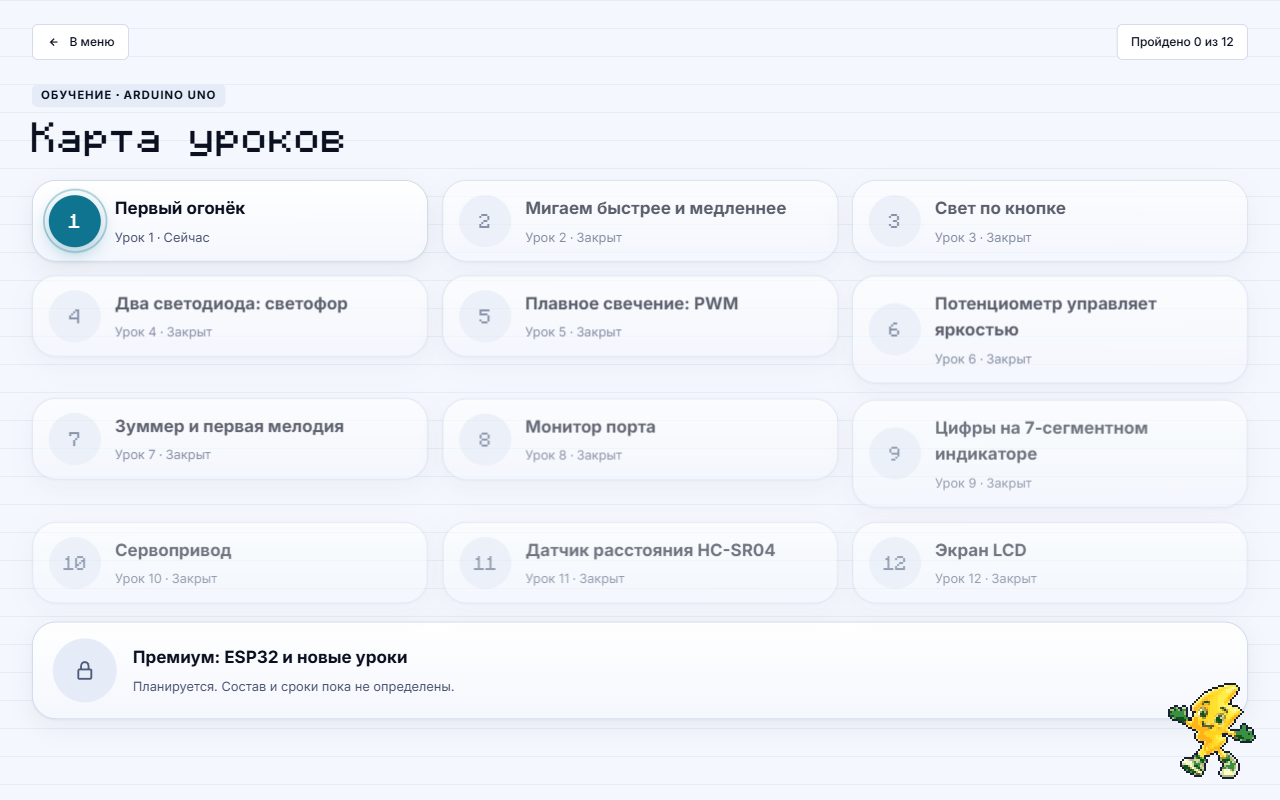 ← В меню
Пройдено 0 из 12
ОБУЧЕНИЕ · ARDUINO UNO
Карта уроков
1
Первый огонёк
Урок 1 · Сейчас
2
Мигаем быстрее и медленнее
Урок 2 · Закрыт
3
Свет по кнопке
Урок 3 · Закрыт
4
Два светодиода: светофор
Урок 4 · Закрыт
5
Плавное свечение: PWM
Урок 5 · Закрыт
6
Потенциометр управляет
яркостью
Урок 6 · Закрыт
7
Зуммер и первая мелодия
Урок 7 · Закрыт
8
Монитор порта
Урок 8 · Закрыт
9
Цифры на 7-сегментном
индикаторе
Урок 9 · Закрыт
10
Сервопривод
Урок 10 · Закрыт
11
Датчик расстояния HC-SR04
Урок 11 · Закрыт
12
Экран LCD
Урок 12 · Закрыт
Премиум: ESP32 и новые уроки
Планируется. Состав и сроки пока не определены.